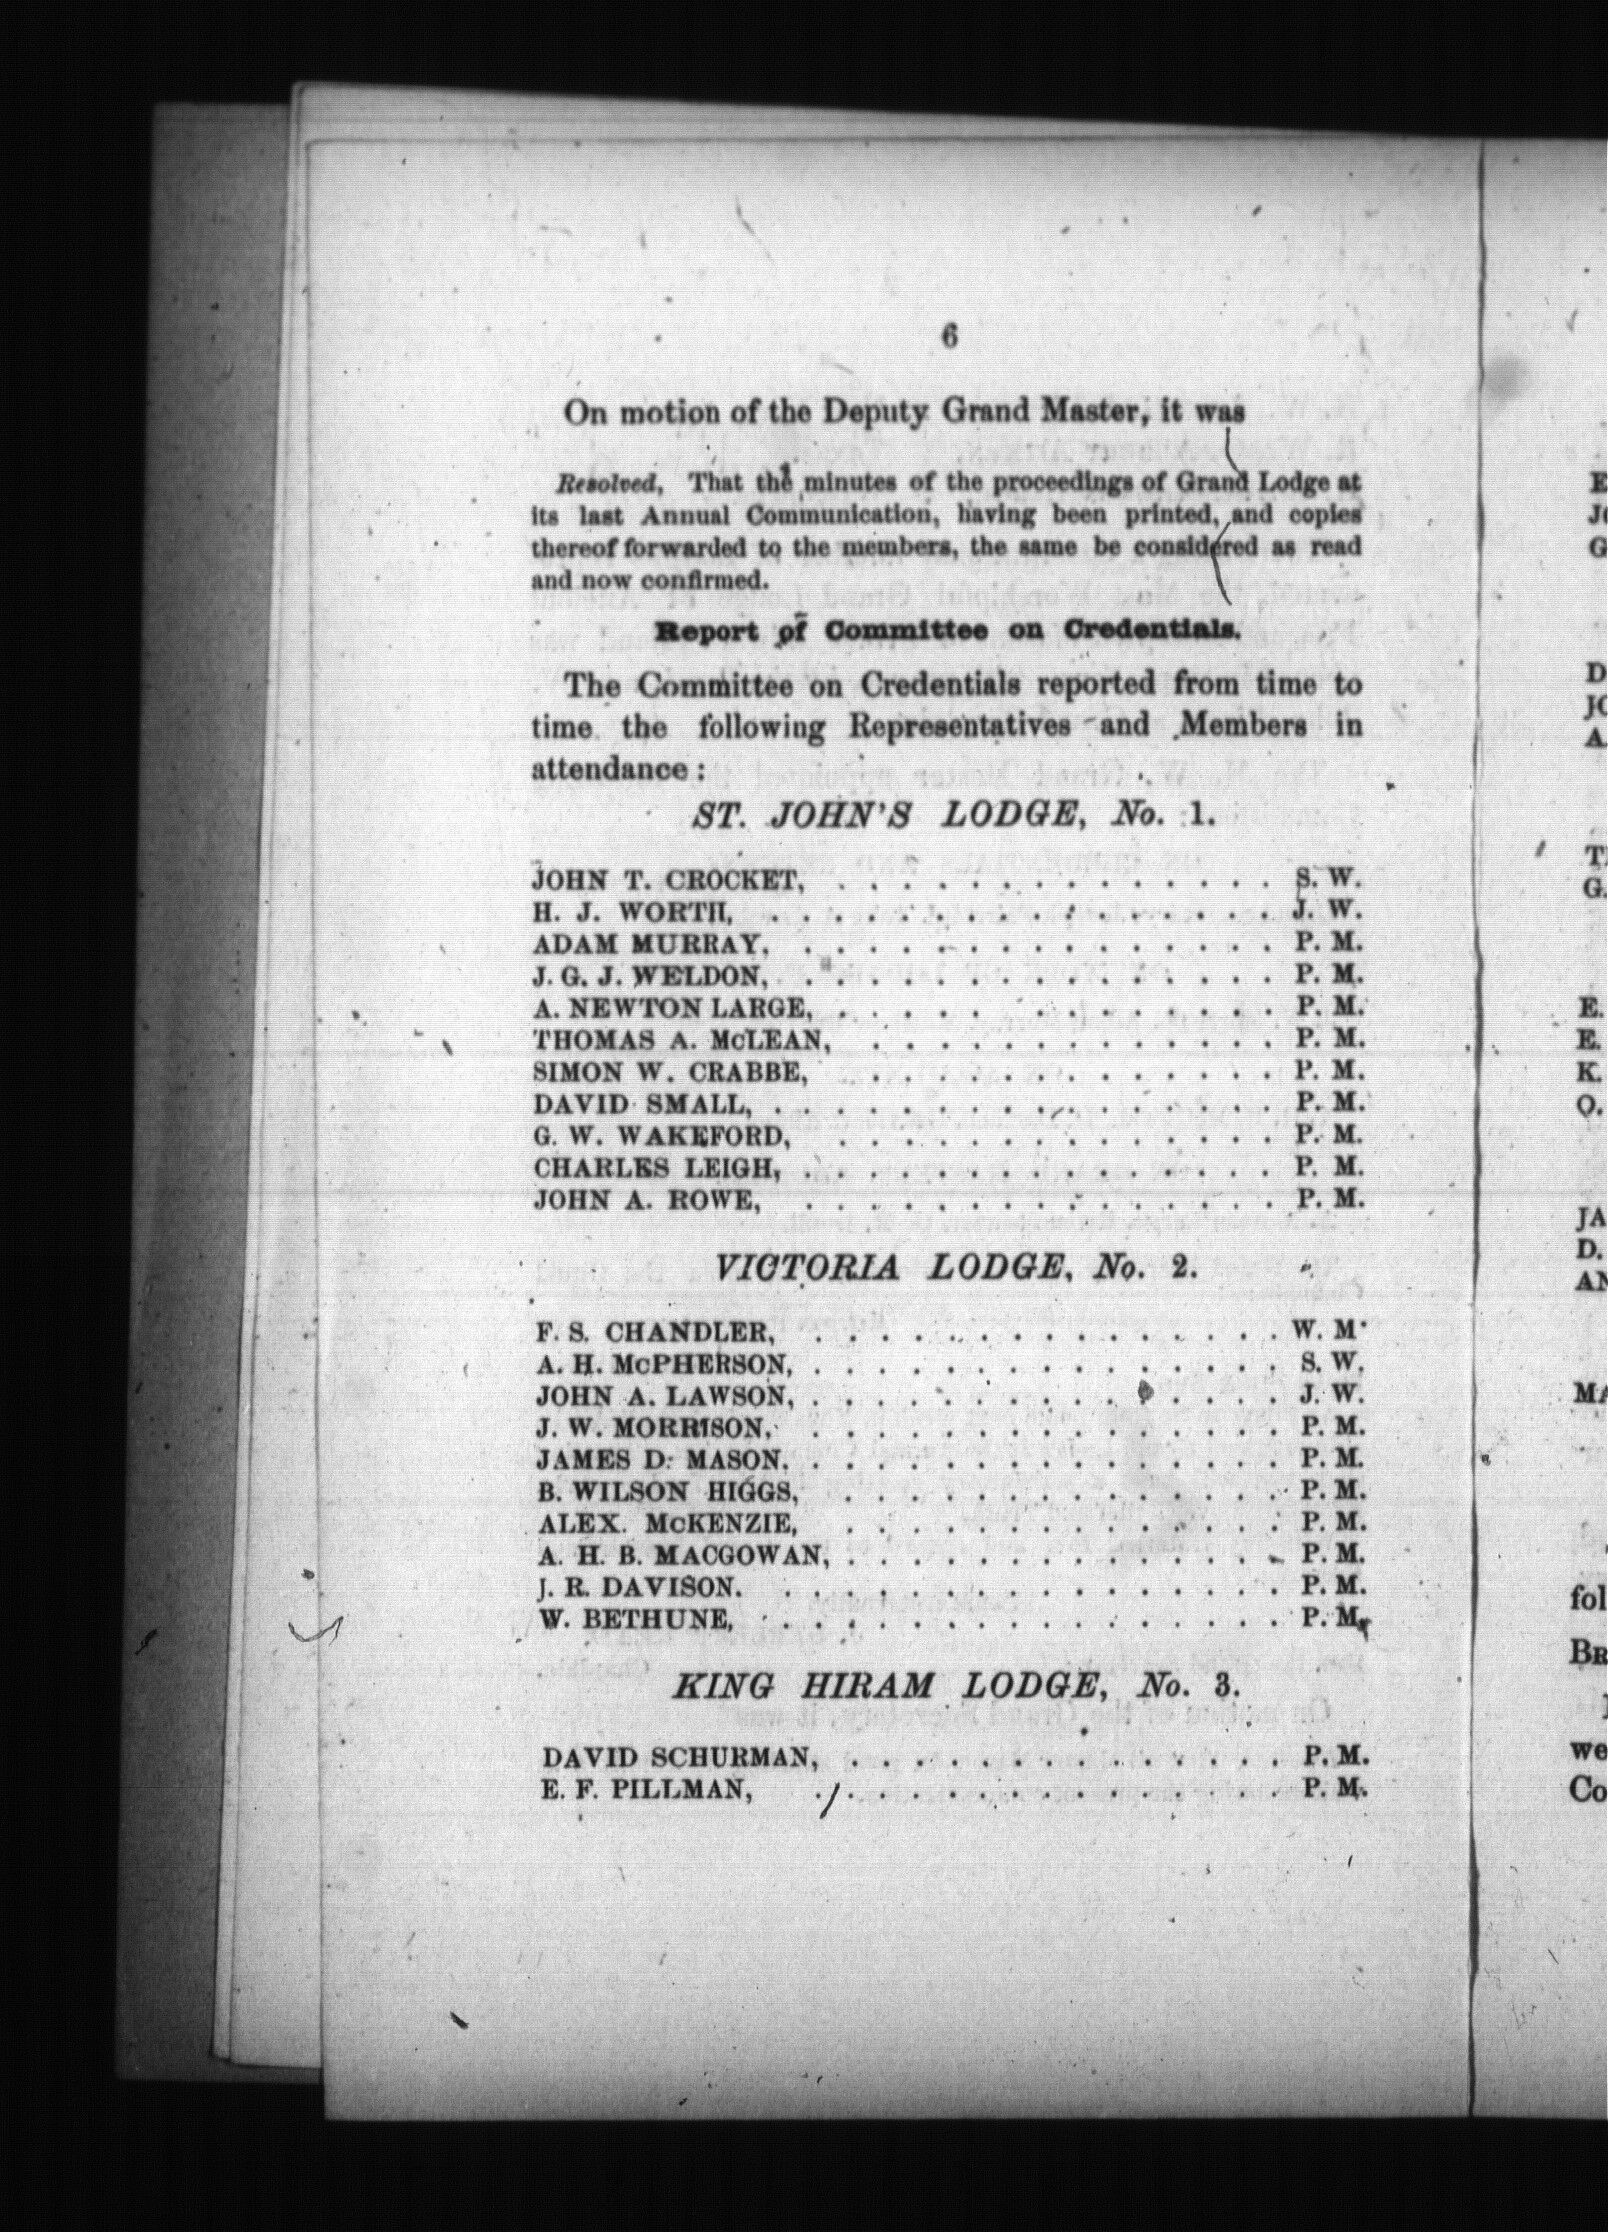 6
On motion of the Deputy Grand Master, it was
Resolved, That the minutes of the proceedings of Grand Lodge at
its last Annual Communication, having been printed, and copies
thereof forwarded to the members, the same be considered as read
and now confirmed.
Report of Committee on Credentials.
The Committee on Credentials reported from time to
time the following Representatives and Members in
attendance :
ST. JOHN'S LODGE, No. 1.
JOHN T. CROCKET, . . . . . . . . . . . . . . S. W.
H. J. WORTH, . . . . . . . . . . . . . . . . J. W.
ADAM MURRAY, . . . . . . . . . . . . . . . P. M.
J. G. J. WELDON, . . . . . . . . . . . . . . . P. M.
A. NEWTON LARGE, . . . . . . . . . . . . . P. M.
THOMAS A. McLEAN, . . . . . . . . . . . . . P. M.
SIMON W. CRABBE, . . . . . . . . . . . . . P. M.
DAVID SMALL, . . . . . . . . . . . . . . . . P. M.
G. W. WAKEFORD, . . . . . . . . . . . . . . P. M.
CHARLES LEIGH, . . . . . . . . . . . . . . . P. M.
JOHN A. ROWE, . . . . . . . . . . . . . . . P. M.
VICTORIA LODGE, No. 2.
F. S. CHANDLER, . . . . . . . . . . . . . . . W. M.
A. H. McPHERSON, . . . . . . . . . . . . . . . S. W.
JOHN A. LAWSON, . . . . . . . . . . . . . . . J. W.
J. W. MORRISON, . . . . . . . . . . . . . . . P. M.
JAMES D. MASON, . . . . . . . . . . . . . . . P. M.
B. WILSON HIGGS, . . . . . . . . . . . . . . P. M.
ALEX. McKENZIE, . . . . . . . . . . . . . . P. M.
A. H. B. MACGOWAN, . . . . . . . . . . . . . . P. M.
J. R. DAVISON. . . . . . . . . . . . . . . . . P. M.
W. BETHUNE, . . . . . . . . . . . . . . . . P. M.
KING HIRAM LODGE, No. 3.
DAVID SCHURMAN, . . . . . . . . . . . . . . P. M.
E. F. PILLMAN, . . . . . . . . . . . . . . . P. M.